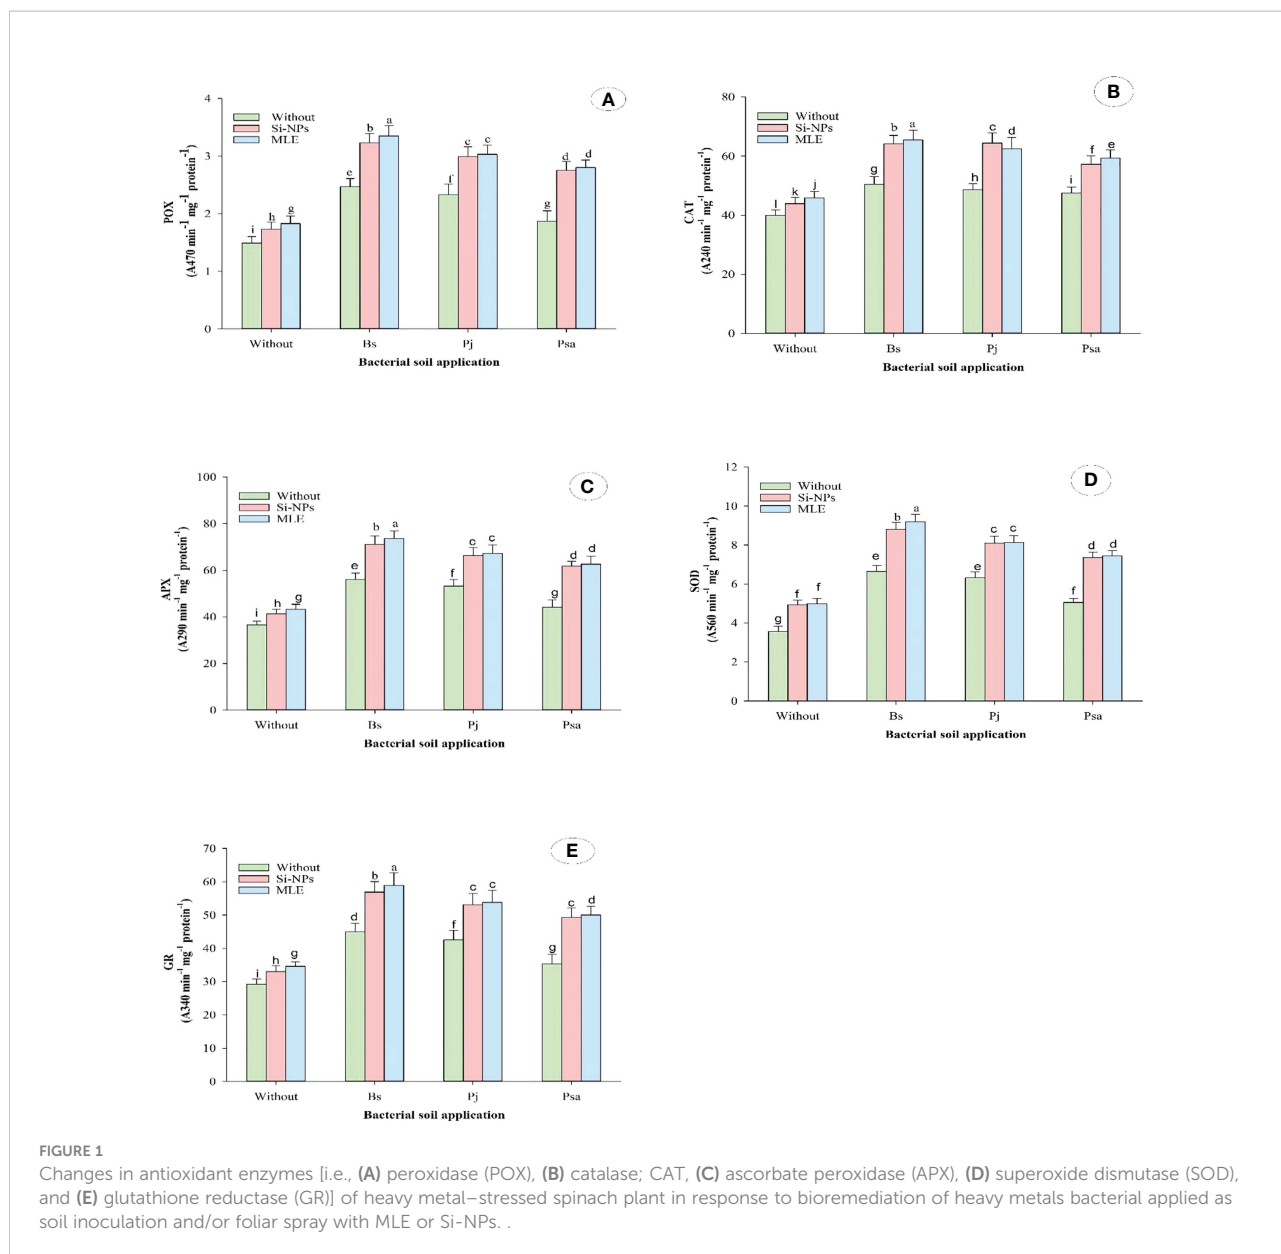 A
4
3
2
1
0
POX
(A470 min⁻¹ mg⁻¹ protein⁻¹)
Without
Si-NPs
MLE
i h g
e b a
f c c
g d d
Without Bs Pj Psa
Bacterial soil application
B
80
60
40
20
0
CAT
(A240 min⁻¹ mg⁻¹ protein⁻¹)
Without
Si-NPs
MLE
l k j
g b a
h c d
i f e
Without Bs Pj Psa
Bacterial soil application
C
100
80
60
40
20
0
APX
(A290 min⁻¹ mg⁻¹ protein⁻¹)
Without
Si-NPs
MLE
i h g
e b a
f c c
g d d
Without Bs Pj Psa
Bacterial soil application
D
12
10
8
6
4
2
0
SOD
(A560 min⁻¹ mg⁻¹ protein⁻¹)
Without
Si-NPs
MLE
g f f
e b a
e c c
f d d
Without Bs Pj Psa
Bacterial soil application
E
70
60
50
40
30
20
10
0
GR
(A340 min⁻¹ mg⁻¹ protein⁻¹)
Without
Si-NPs
MLE
i h g
d b a
f c c
g c d
Without Bs Pj Psa
Bacterial soil application
FIGURE 1
Changes in antioxidant enzymes [i.e., (A) peroxidase (POX), (B) catalase; CAT, (C) ascorbate peroxidase (APX), (D) superoxide dismutase (SOD),
and (E) glutathione reductase (GR)] of heavy metal–stressed spinach plant in response to bioremediation of heavy metals bacterial applied as
soil inoculation and/or foliar spray with MLE or Si-NPs. .